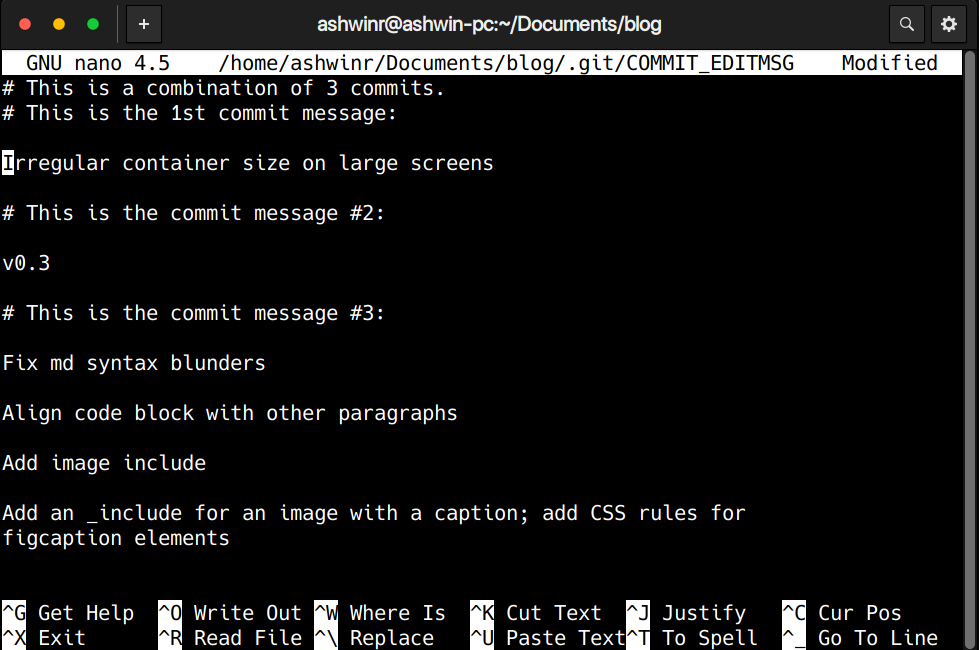 ashwinr@ashwin-pc:~/Documents/blog
GNU nano 4.5 /home/ashwinr/Documents/blog/.git/COMMIT_EDITMSG Modified
# This is a combination of 3 commits.
# This is the 1st commit message:
Irregular container size on large screens
# This is the commit message #2:
v0.3
# This is the commit message #3:
Fix md syntax blunders
Align code block with other paragraphs
Add image include
Add an _include for an image with a caption; add CSS rules for
figcaption elements
^G Get Help ^O Write Out ^W Where Is ^K Cut Text ^J Justify ^C Cur Pos
^X Exit ^R Read File ^\ Replace ^U Paste Text ^T To Spell ^_ Go To Line